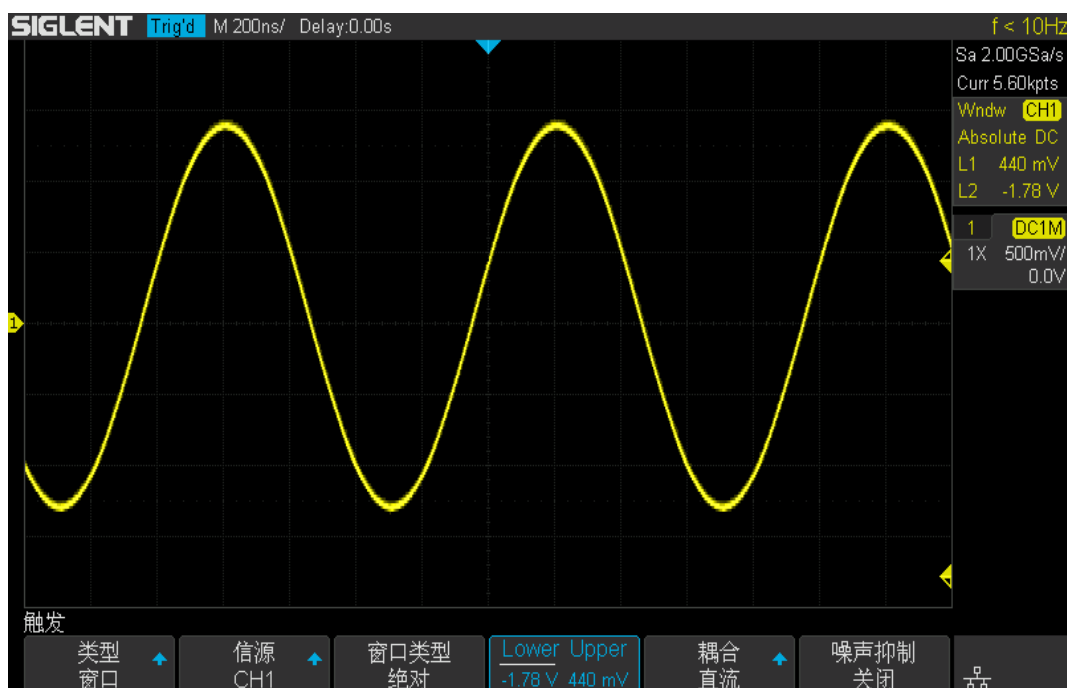 SIGLENT Trig'd M 200ns/ Delay:0.00s f < 10Hz
Sa 2.00GSa/s
Curr 5.60kpts
Wndw CH1
Absolute DC
L1 440 mV
L2 -1.78 V
1 DC1M
1X 500mV/
0.0V
1
触发
类型 信源 窗口类型 Lower Upper 耦合 噪声抑制
窗口 CH1 绝对 -1.78 V 440 mV 直流 关闭